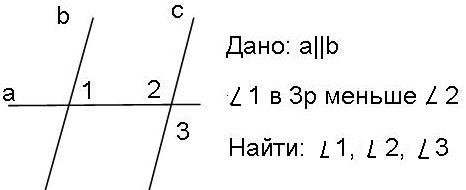 b
c
Дано: a||b
a
1
2
∠1 в 3р меньше ∠2
3
Найти: ∠1, ∠2, ∠3